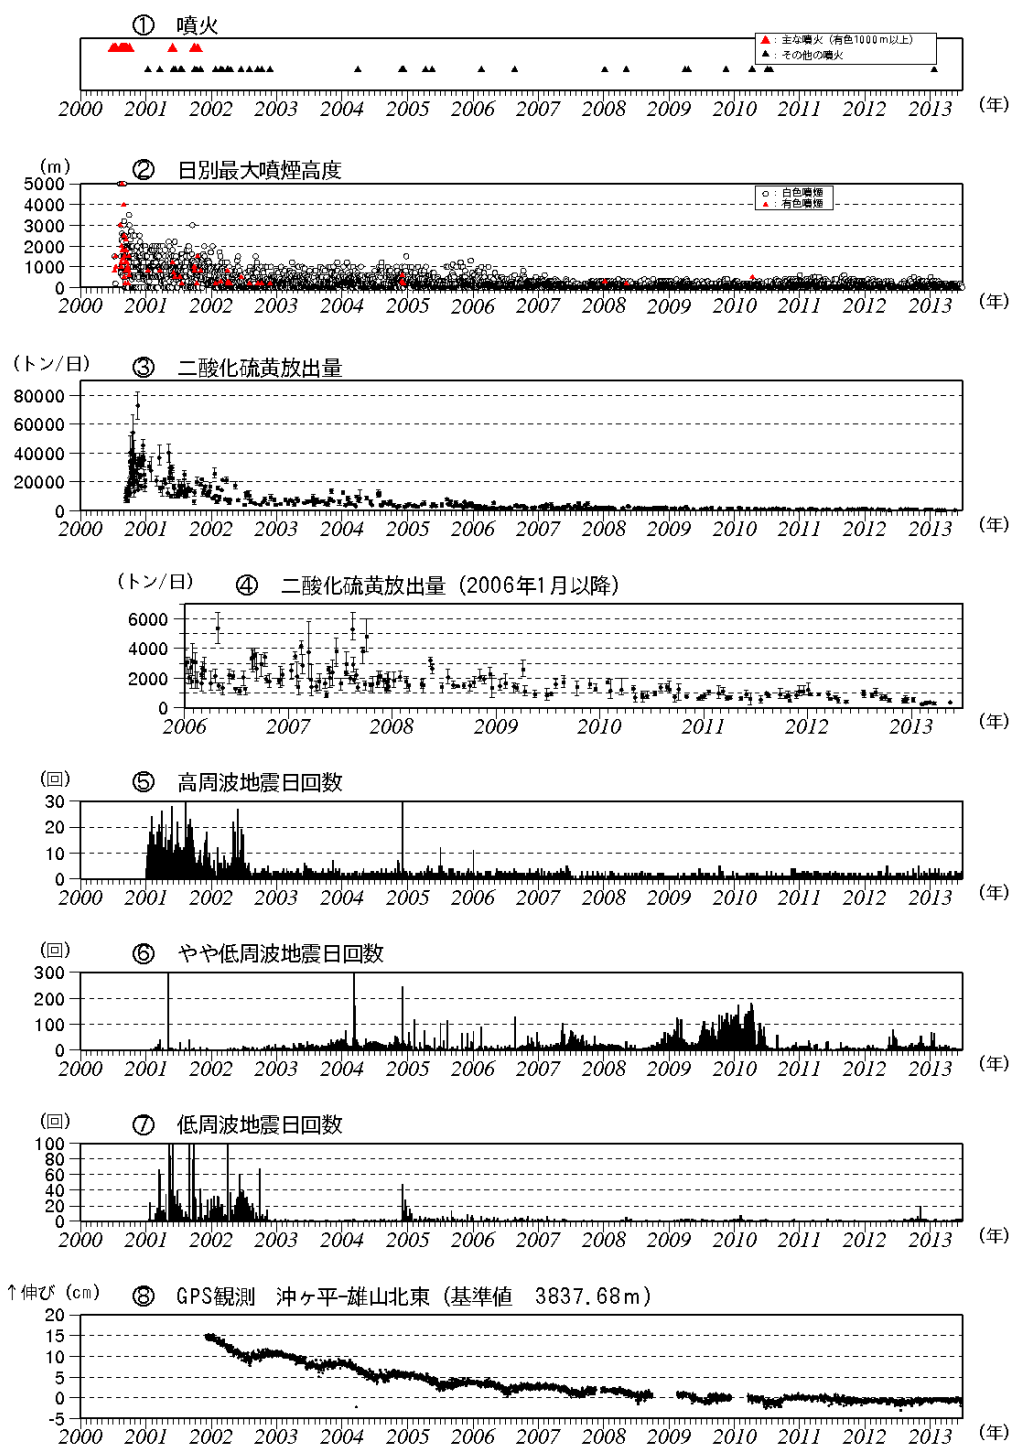 ① 噴火
▲：主な噴火（有色1000m以上）
▲：その他の噴火
2000 2001 2002 2003 2004 2005 2006 2007 2008 2009 2010 2011 2012 2013 (年)
(m) ② 日別最大噴煙高度
○：白色噴煙
▲：有色噴煙
5000
4000
3000
2000
1000
0
2000 2001 2002 2003 2004 2005 2006 2007 2008 2009 2010 2011 2012 2013 (年)
(トン/日) ③ 二酸化硫黄放出量
80000
60000
40000
20000
0
2000 2001 2002 2003 2004 2005 2006 2007 2008 2009 2010 2011 2012 2013 (年)
(トン/日) ④ 二酸化硫黄放出量（2006年1月以降）
6000
4000
2000
0
2006 2007 2008 2009 2010 2011 2012 2013 (年)
(回) ⑤ 高周波地震日回数
30
20
10
0
2000 2001 2002 2003 2004 2005 2006 2007 2008 2009 2010 2011 2012 2013 (年)
(回) ⑥ やや低周波地震日回数
300
200
100
0
2000 2001 2002 2003 2004 2005 2006 2007 2008 2009 2010 2011 2012 2013 (年)
(回) ⑦ 低周波地震日回数
100
80
60
40
20
0
2000 2001 2002 2003 2004 2005 2006 2007 2008 2009 2010 2011 2012 2013 (年)
↑伸び (cm) ⑧ GPS観測 沖ヶ平-雄山北東（基準値 3837.68m）
20
15
10
5
0
-5
2000 2001 2002 2003 2004 2005 2006 2007 2008 2009 2010 2011 2012 2013 (年)